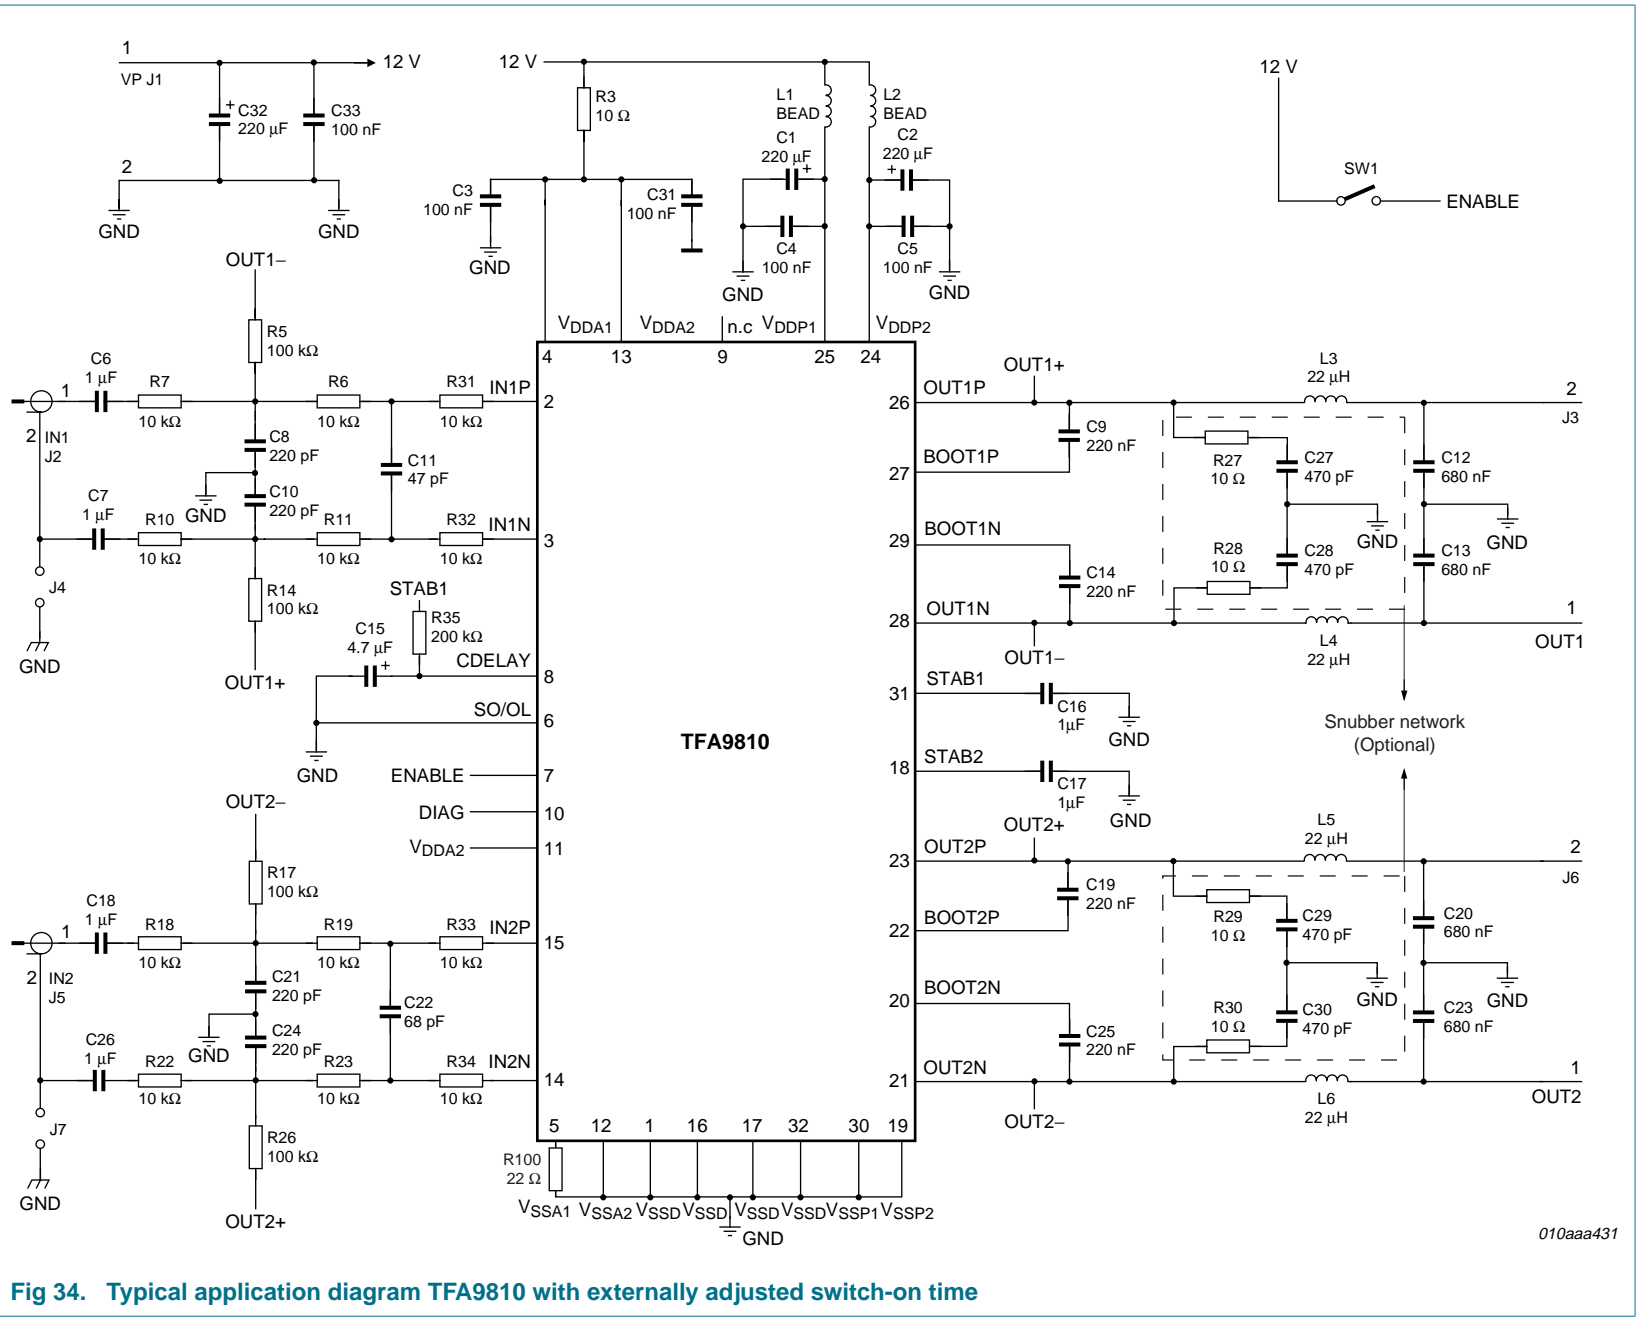 1
VP J1
12 V
C32
220 µF
C33
100 nF
2
GND
GND
12 V
R3
10 Ω
L1
BEAD
L2
BEAD
C1
220 µF
C2
220 µF
C3
100 nF
C31
100 nF
C4
100 nF
C5
100 nF
GND
GND
GND
12 V
SW1
ENABLE
OUT1−
R5
100 kΩ
C6
1 µF
1
R7
10 kΩ
R6
10 kΩ
R31
10 kΩ
IN1P
2 IN1
J2
C8
220 pF
C10
220 pF
GND
C11
47 pF
C7
1 µF
R10
10 kΩ
R11
10 kΩ
R32
10 kΩ
IN1N
J4
GND
R14
100 kΩ
OUT1+
STAB1
R35
200 kΩ
C15
4.7 µF
CDELAY
SO/OL
GND
ENABLE
DIAG
VDDA2
OUT2−
R17
100 kΩ
C18
1 µF
1
R18
10 kΩ
R19
10 kΩ
R33
10 kΩ
IN2P
2 IN2
J5
C21
220 pF
C24
220 pF
GND
C22
68 pF
C26
1 µF
R22
10 kΩ
R23
10 kΩ
R34
10 kΩ
IN2N
J7
GND
R26
100 kΩ
OUT2+
VDDA1
VDDA2
n.c
VDDP1
VDDP2
4 13 9 25 24
2
3
8
6
7
10
11
15
14
TFA9810
26
27
29
28
31
18
23
22
20
21
5 12 1 16 17 32 30 19
R100
22 Ω
VSSA1 VSSA2 VSSD VSSD VSSD VSSD VSSP1 VSSP2
GND
OUT1P
OUT1+
C9
220 nF
BOOT1P
BOOT1N
C14
220 nF
OUT1N
OUT1−
L3
22 µH
2
J3
R27
10 Ω
C27
470 pF
C12
680 nF
GND
GND
R28
10 Ω
C28
470 pF
C13
680 nF
L4
22 µH
1
OUT1
STAB1
C16
1µF
GND
STAB2
C17
1µF
GND
Snubber network
(Optional)
OUT2P
OUT2+
C19
220 nF
BOOT2P
BOOT2N
C25
220 nF
OUT2N
OUT2−
L5
22 µH
2
J6
R29
10 Ω
C29
470 pF
C20
680 nF
GND
GND
R30
10 Ω
C30
470 pF
C23
680 nF
L6
22 µH
1
OUT2
010aaa431
Fig 34. Typical application diagram TFA9810 with externally adjusted switch-on time